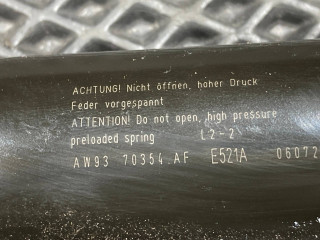 ACHTUNG! Nicht öffnen, hoher Druck
Feder vorgespannt
ATTENTION! Do not open, high pressure
preloaded spring (2-2)
AW93 70354.AF E521A 06072